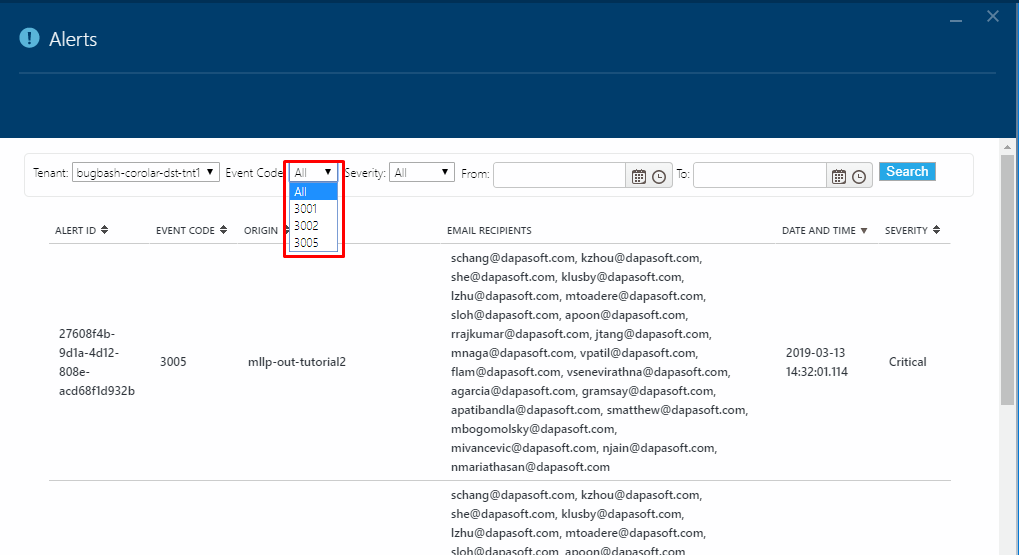 Alerts
Tenant: bugbash-corolar-dst-tnt1 Event Code All Severity: All From: To: Search
All
3001
3002
3005
ALERT ID EVENT CODE ORIGIN EMAIL RECIPIENTS DATE AND TIME SEVERITY
schang@dapasoft.com, kzhou@dapasoft.com,
she@dapasoft.com, klusby@dapasoft.com,
lzhu@dapasoft.com, mtoadere@dapasoft.com,
sloh@dapasoft.com, apoon@dapasoft.com,
27608f4b- rrajkumar@dapasoft.com, jtang@dapasoft.com,
9d1a-4d12- mnaga@dapasoft.com, vpatil@dapasoft.com, 2019-03-13
3005 mllp-out-tutorial2 Critical
808e- flam@dapasoft.com, vsenevirathna@dapasoft.com, 14:32:01.114
acd68f1d932b agarcia@dapasoft.com, gramsay@dapasoft.com,
apatibandla@dapasoft.com, smatthew@dapasoft.com,
mbogomolsky@dapasoft.com,
mivancevic@dapasoft.com, njain@dapasoft.com,
nmariathasan@dapasoft.com
schang@dapasoft.com, kzhou@dapasoft.com,
she@dapasoft.com, klusby@dapasoft.com,
lzhu@dapasoft.com, mtoadere@dapasoft.com,
sloh@dapasoft.com, apoon@dapasoft.com,